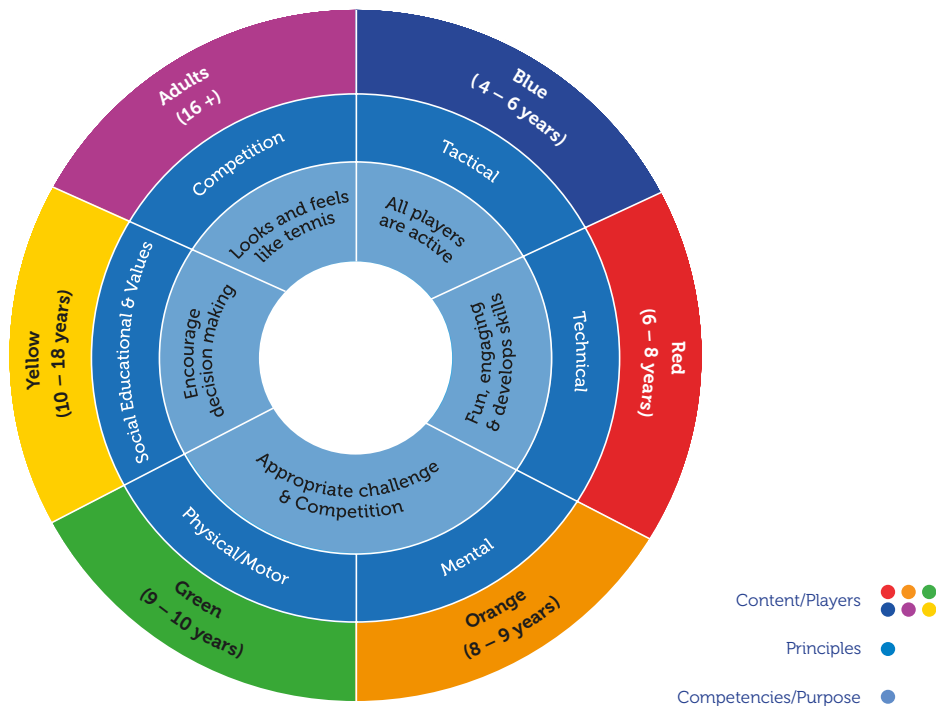 Blue
(4 – 6 years)
Red
(6 – 8 years)
Orange
(8 – 9 years)
Green
(9 – 10 years)
Yellow
(10 – 18 years)
Adults
(16 +)
Tactical
Technical
Mental
Physical/Motor
Social Educational & Values
Competition
All players
are active
Fun, engaging
& develops skills
Appropriate challenge
& Competition
Encourage
decision making
Looks and feels
like tennis
Content/Players
Principles
Competencies/Purpose